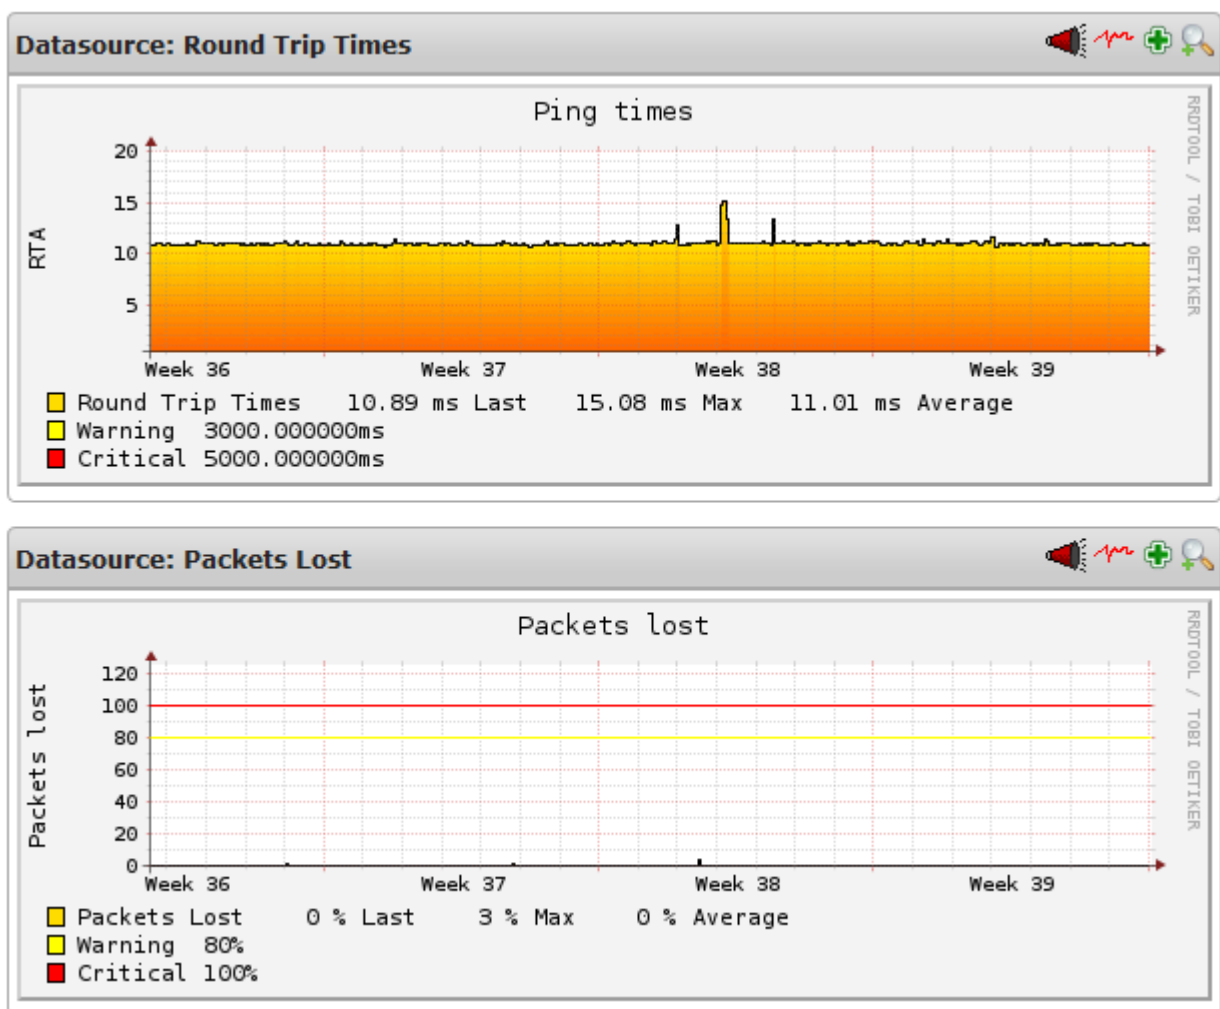 Datasource: Round Trip Times
Ping times
RRDTOOL / TOBI OETIKER
RTA
20
15
10
5
Week 36 Week 37 Week 38 Week 39
Round Trip Times 10.89 ms Last 15.08 ms Max 11.01 ms Average
Warning 3000.000000ms
Critical 5000.000000ms
Datasource: Packets Lost
Packets lost
RRDTOOL / TOBI OETIKER
Packets lost
120
100
80
60
40
20
0
Week 36 Week 37 Week 38 Week 39
Packets Lost 0 % Last 3 % Max 0 % Average
Warning 80%
Critical 100%